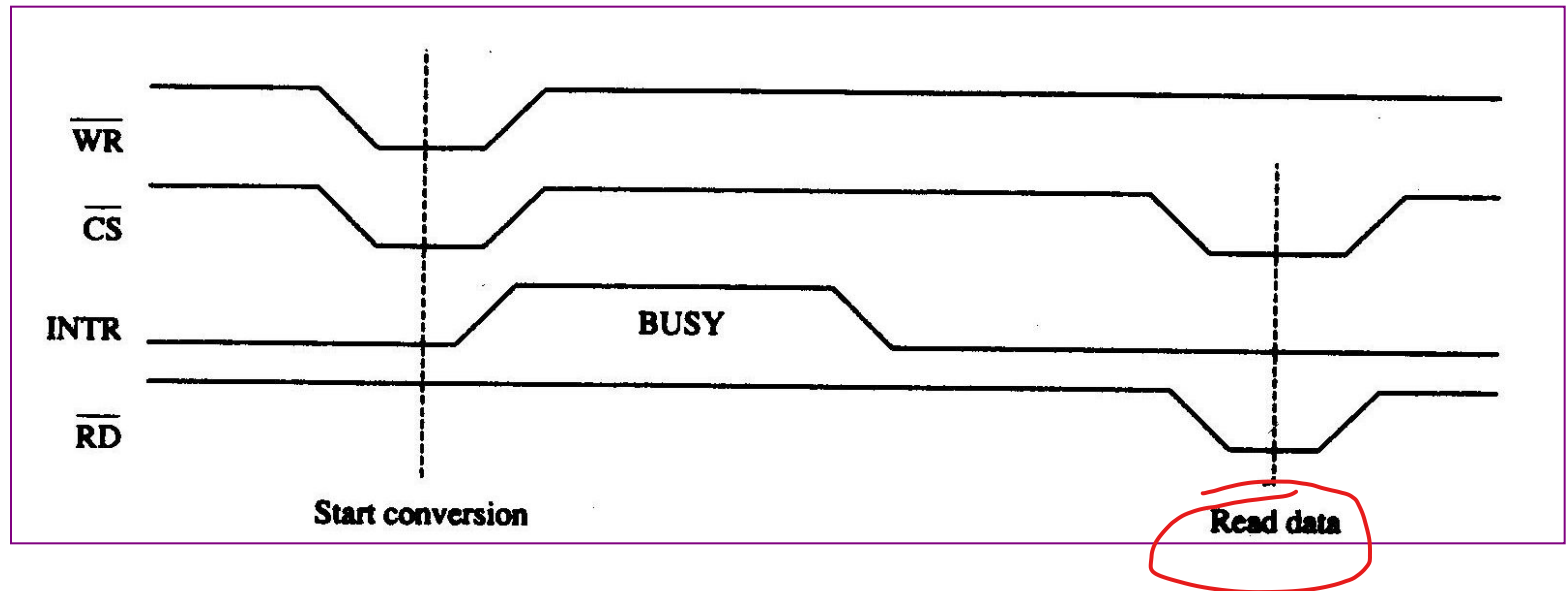 WR
CS
INTR
BUSY
RD
Start conversion
Read data